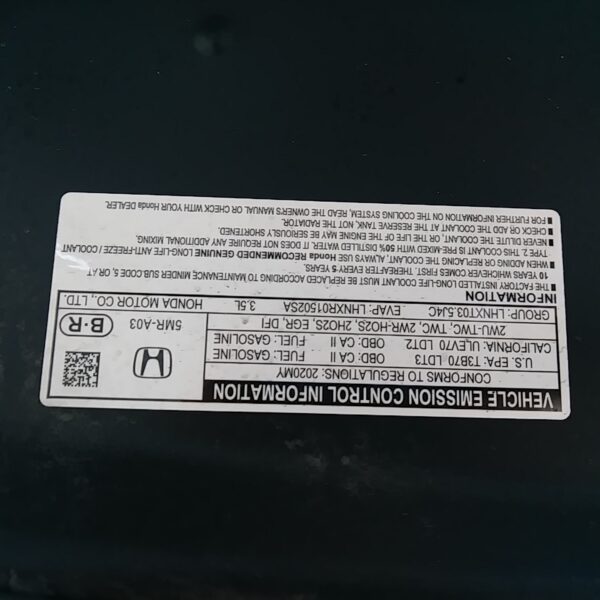 VEHICLE EMISSION CONTROL INFORMATION
CONFORMS TO REGULATIONS: 2020MY
U.S. EPA: T3B70 LDT3 OBD: CA II FUEL: GASOLINE
CALIFORNIA: ULEV70 LDT2 OBD: CA II FUEL: GASOLINE
2WU-TWC, TWC, 2WR-HO2S, 2HO2S, EGR, DFI
GROUP: LHNXT03.5J4C EVAP: LHNXR01502SA 3.5L
5MR-A03
B-R
HONDA MOTOR CO., LTD.
INFORMATION
■ THE FACTORY INSTALLED LONG-LIFE COOLANT MUST BE REPLACED ACCORDING TO MAINTENANCE MINDER SUB CODE 5, OR AT
10 YEARS WHICHEVER COMES FIRST. THEREAFTER EVERY 5 YEARS.
■ WHEN ADDING OR REPLACING THE COOLANT, ALWAYS USE Honda RECOMMENDED GENUINE LONG-LIFE ANTI-FREEZE / COOLANT
TYPE 2. THIS COOLANT IS PRE-MIXED WITH 50% DISTILLED WATER. IT DOES NOT REQUIRE ANY ADDITIONAL MIXING.
■ NEVER DILUTE THE COOLANT, OR THE LIFE OF THE ENGINE MAY BE SERIOUSLY SHORTENED.
■ CHECK OR ADD THE COOLANT AT THE RESERVE TANK, NOT THE RADIATOR.
■ FOR FURTHER INFORMATION ON THE COOLING SYSTEM, READ THE OWNER'S MANUAL OR CHECK WITH YOUR Honda DEALER.